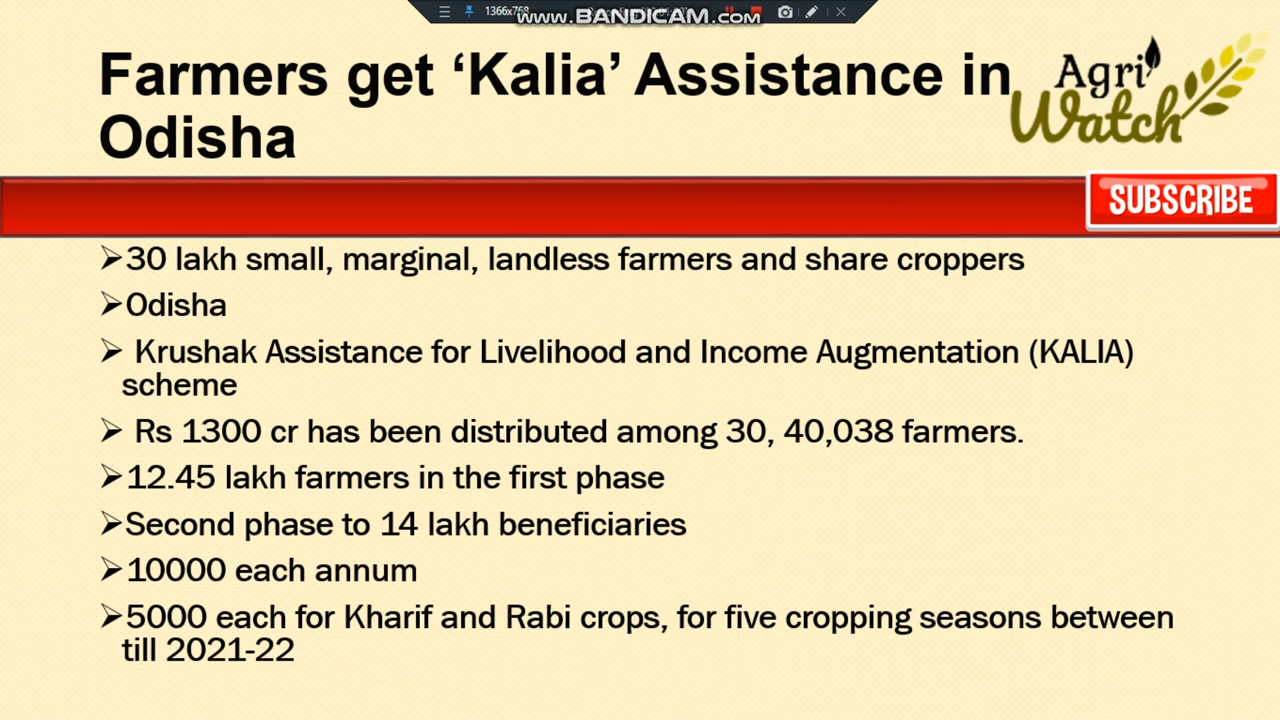 1366x768
www.BANDICAM.com
Farmers get ‘Kalia’ Assistance in
Odisha
Agri
Watch
SUBSCRIBE
➢30 lakh small, marginal, landless farmers and share croppers
➢Odisha
➢ Krushak Assistance for Livelihood and Income Augmentation (KALIA)
scheme
➢ Rs 1300 cr has been distributed among 30, 40,038 farmers.
➢12.45 lakh farmers in the first phase
➢Second phase to 14 lakh beneficiaries
➢10000 each annum
➢5000 each for Kharif and Rabi crops, for five cropping seasons between
till 2021-22